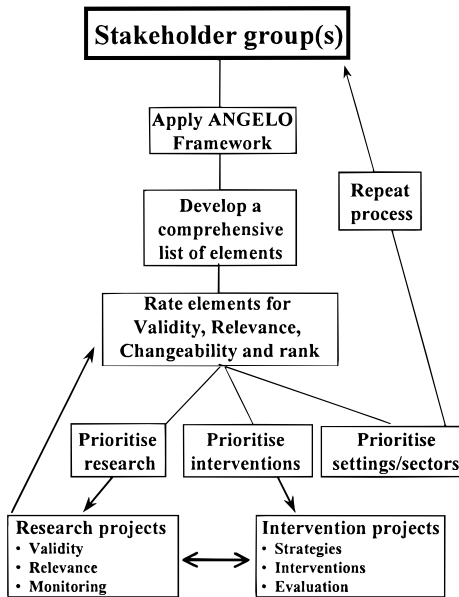 Stakeholder group(s)
Apply ANGELO
Framework
Repeat
process
Develop a
comprehensive
list of elements
Rate elements for
Validity, Relevance,
Changeability and rank
Prioritise
research
Prioritise
interventions
Prioritise
settings/sectors
Research projects
• Validity
• Relevance
• Monitoring
Intervention projects
• Strategies
• Interventions
• Evaluation